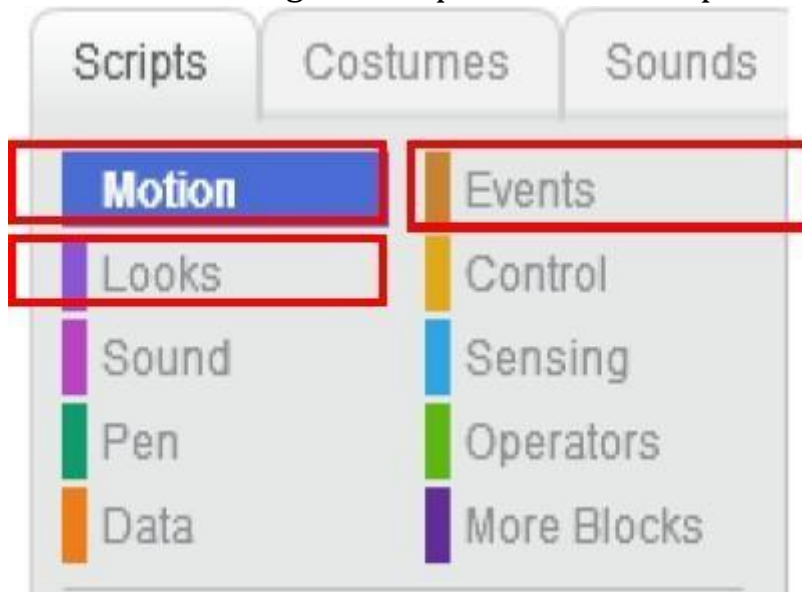 Scripts Costumes Sounds
Motion Events
Looks Control
Sound Sensing
Pen Operators
Data More Blocks